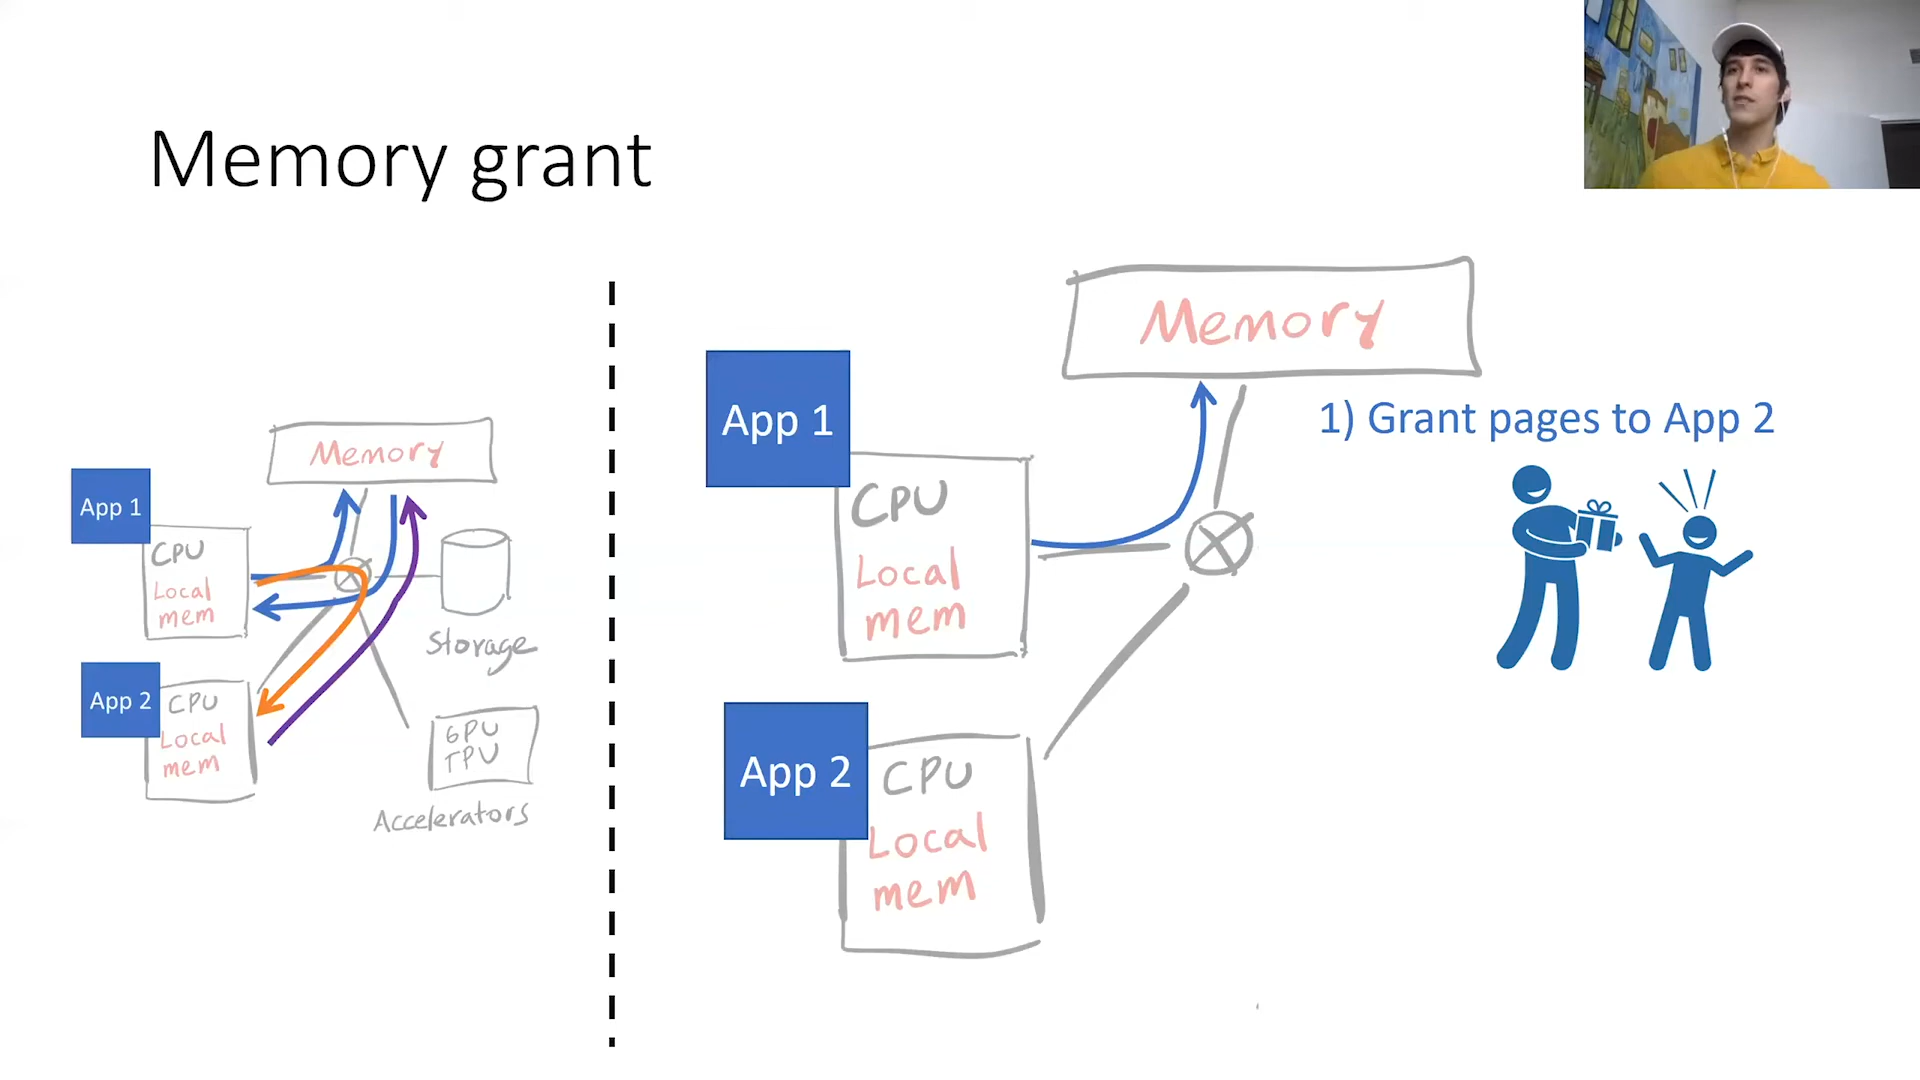 Memory grant
Memory
App 1
CPU
Local
mem
Storage
App 2
CPU
Local
mem
GPU
TPU
Accelerators
Memory
App 1
1) Grant pages to App 2
CPU
Local
mem
App 2
CPU
Local
mem